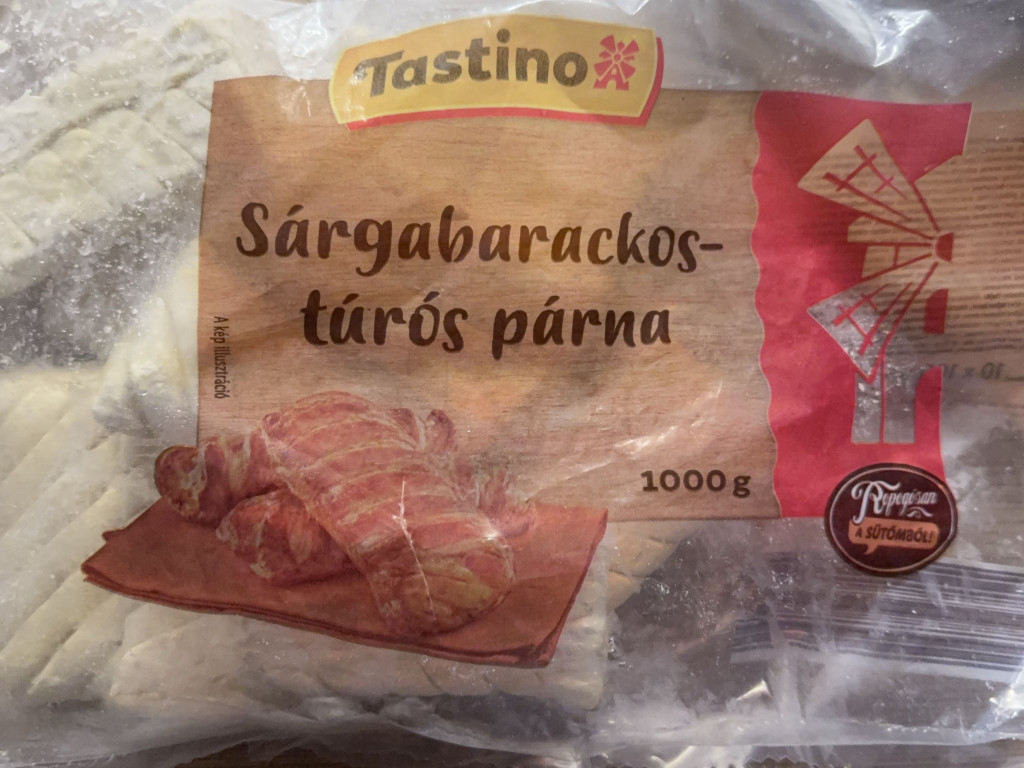 Tastino
Sárgabarackos-
túrós párna
A kép illusztráció
1000 g
Ropogósan
A SÜTŐMBŐL!